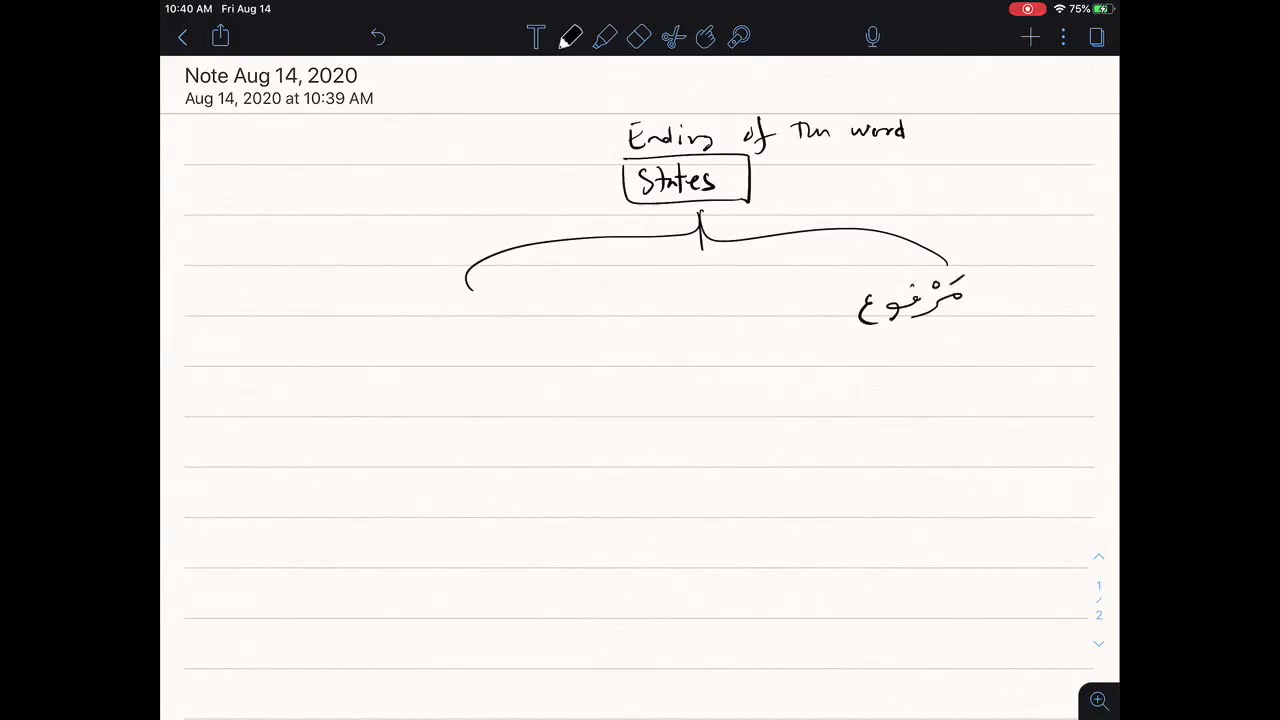 10:40 AM Fri Aug 14
75%
Note Aug 14, 2020
Aug 14, 2020 at 10:39 AM
Ending of the word
States
مَرْفوع
1
2